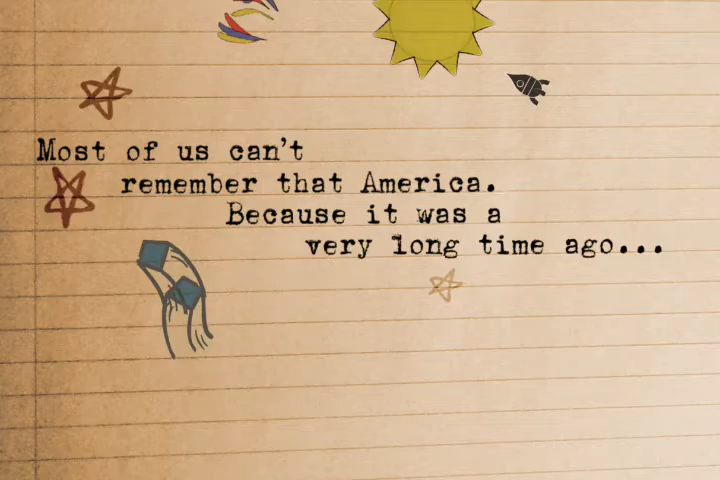 Most of us can't
remember that America.
Because it was a
very long time ago...